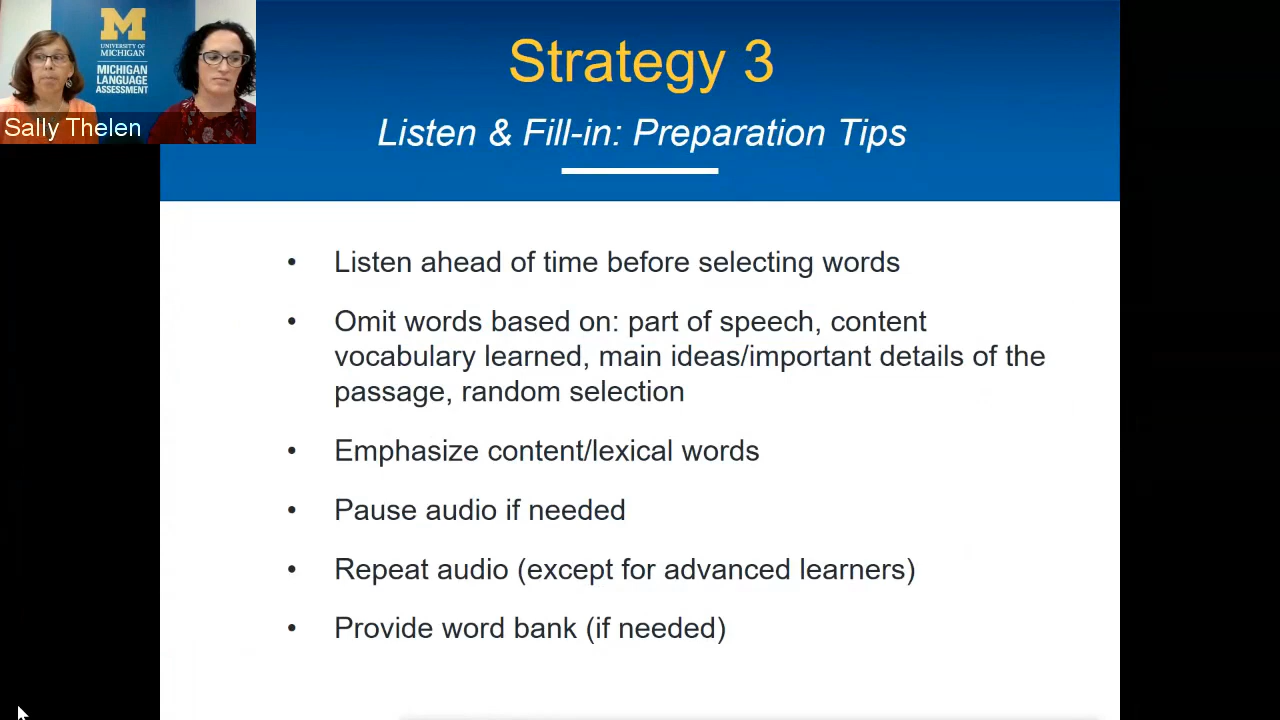 M
UNIVERSITY OF
MICHIGAN
MICHIGAN
LANGUAGE
ASSESSMENT
Sally Thelen
Strategy 3
Listen & Fill-in: Preparation Tips
• Listen ahead of time before selecting words
• Omit words based on: part of speech, content
vocabulary learned, main ideas/important details of the
passage, random selection
• Emphasize content/lexical words
• Pause audio if needed
• Repeat audio (except for advanced learners)
• Provide word bank (if needed)